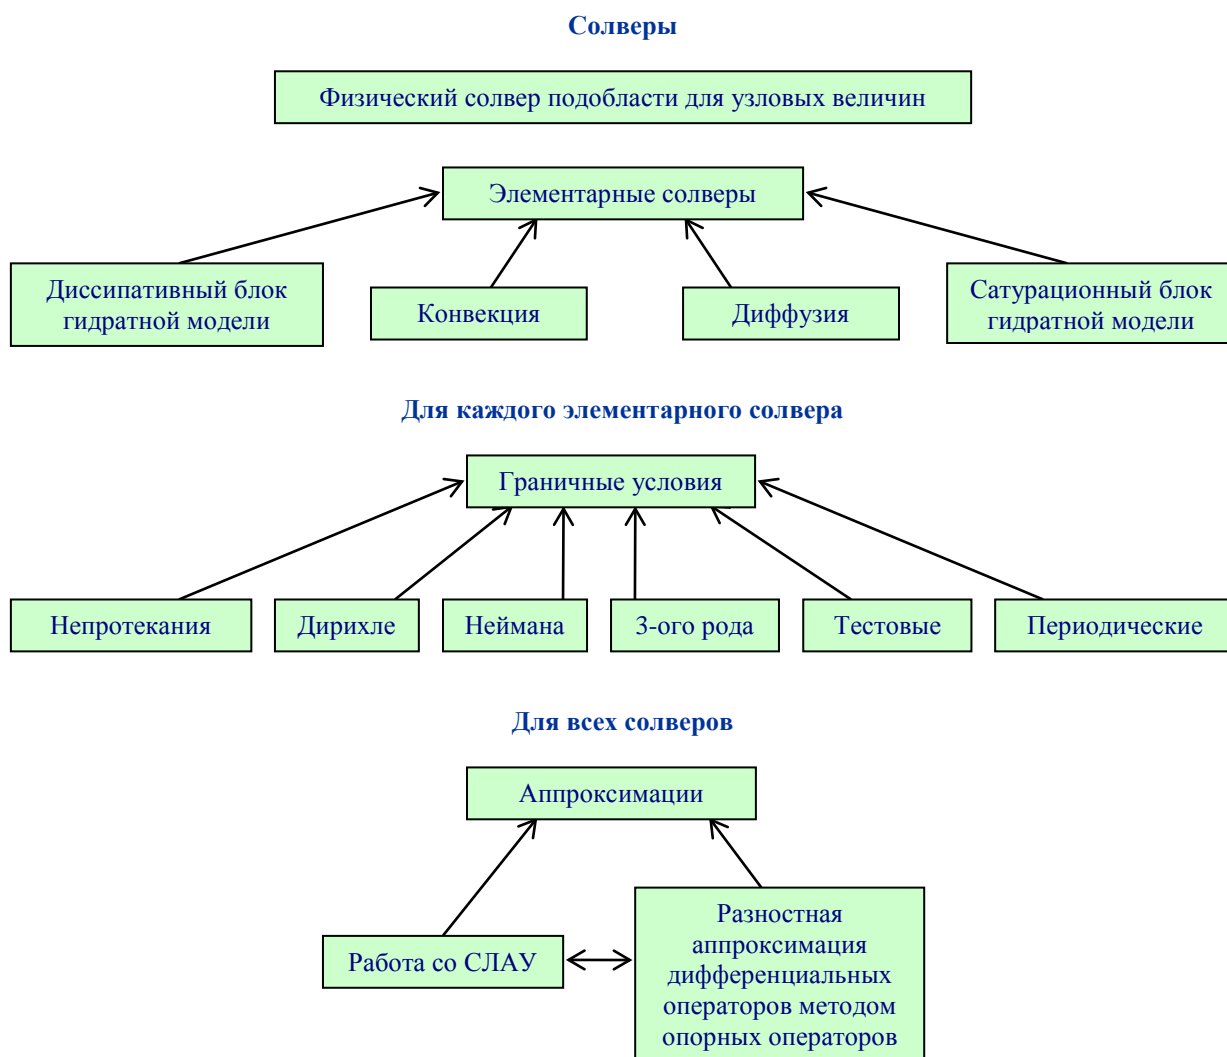 Солверы
Физический солвер подобласти для узловых величин
Элементарные солверы
Диссипативный блок
гидратной модели
Конвекция
Диффузия
Сатурационный блок
гидратной модели
Для каждого элементарного солвера
Граничные условия
Непротекания
Дирихле
Неймана
3-ого рода
Тестовые
Периодические
Для всех солверов
Аппроксимации
Работа со СЛАУ
Разностная
аппроксимация
дифференциальных
операторов методом
опорных операторов